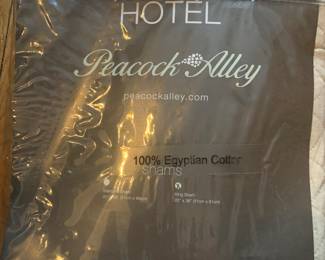 HOTEL
Peacock Alley
peacockalley.com
100% Egyptian Cotton
shams
King Sham